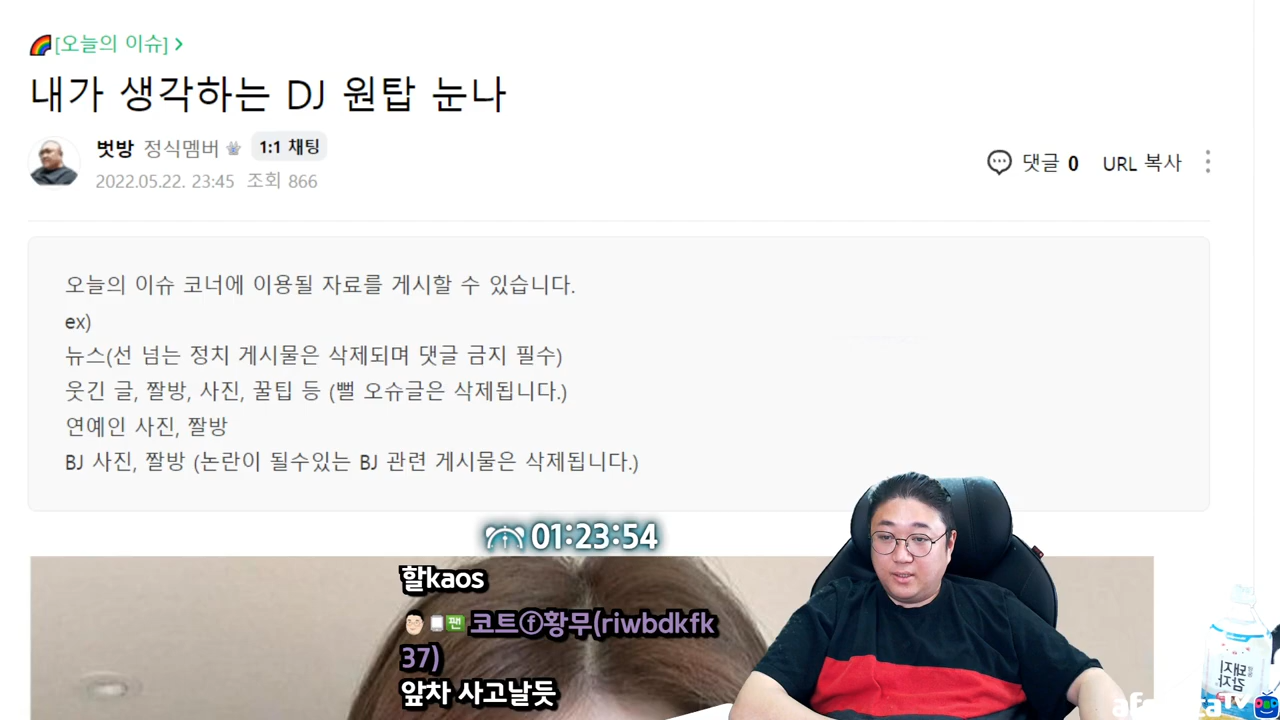 [오늘의 이슈] >
내가 생각하는 DJ 원탑 눈나
벗방 정식멤버 1:1 채팅
2022.05.22. 23:45 조회 866
댓글 0 URL 복사
오늘의 이슈 코너에 이용될 자료를 게시할 수 있습니다.
ex)
뉴스(선 넘는 정치 게시물은 삭제되며 댓글 금지 필수)
웃긴 글, 짤방, 사진, 꿀팁 등 (뻘 오슈글은 삭제됩니다.)
연예인 사진, 짤방
BJ 사진, 짤방 (논란이 될수있는 BJ 관련 게시물은 삭제됩니다.)
01:23:54
할kaos
팬 코트ⓕ황무(riwbdkfk
37)
앞차 사고날듯